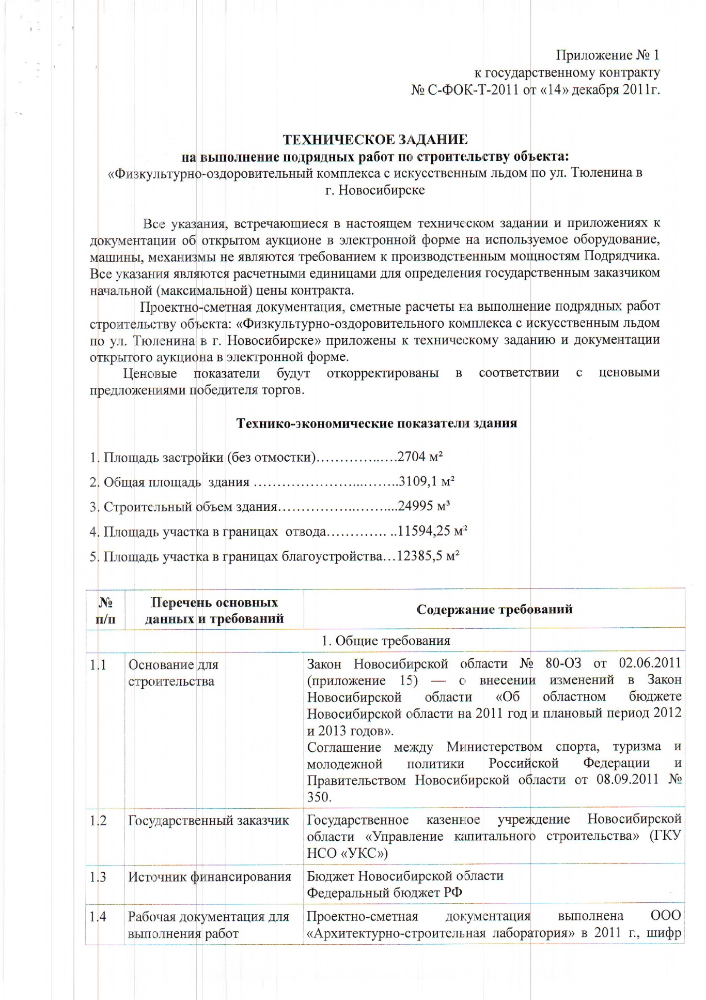 Приложение № 1
к государственному контракту
№ С-ФОК-Т-2011 от «14» декабря 2011г.
ТЕХНИЧЕСКОЕ ЗАДАНИЕ
на выполнение подрядных работ по строительству объекта:
«Физкультурно-оздоровительный комплекса с искусственным льдом по ул. Тюленина в
г. Новосибирске
Все указания, встречающиеся в настоящем техническом задании и приложениях к
документации об открытом аукционе в электронной форме на используемое оборудование,
машины, механизмы не являются требованием к производственным мощностям Подрядчика.
Все указания являются расчетными единицами для определения государственным заказчиком
начальной (максимальной) цены контракта.
Проектно-сметная документация, сметные расчеты на выполнение подрядных работ
строительству объекта: «Физкультурно-оздоровительного комплекса с искусственным льдом
по ул. Тюленина в г. Новосибирске» приложены к техническому заданию и документации
открытого аукциона в электронной форме.
Ценовые показатели будут откорректированы в соответствии с ценовыми
предложениями победителя торгов.
Технико-экономические показатели здания
1. Площадь застройки (без отмостки)…………..….2704 м²
2. Общая площадь здания …………………..……..3109,1 м²
3. Строительный объем здания……………..……...24995 м³
4. Площадь участка в границах отвода…………. ..11594,25 м²
5. Площадь участка в границах благоустройства…12385,5 м²
№ п/п
Перечень основных данных и требований
Содержание требований
1. Общие требования
1.1
Основание для
строительства
Закон Новосибирской области № 80-ОЗ от 02.06.2011
(приложение 15) — о внесении изменений в Закон
Новосибирской области «Об областном бюджете
Новосибирской области на 2011 год и плановый период 2012
и 2013 годов».
Соглашение между Министерством спорта, туризма и
молодежной политики Российской Федерации и
Правительством Новосибирской области от 08.09.2011 №
350.
1.2
Государственный заказчик
Государственное казенное учреждение Новосибирской
области «Управление капитального строительства» (ГКУ
НСО «УКС»)
1.3
Источник финансирования
Бюджет Новосибирской области
Федеральный бюджет РФ
1.4
Рабочая документация для
выполнения работ
Проектно-сметная документация выполнена ООО
«Архитектурно-строительная лаборатория» в 2011 г., шифр